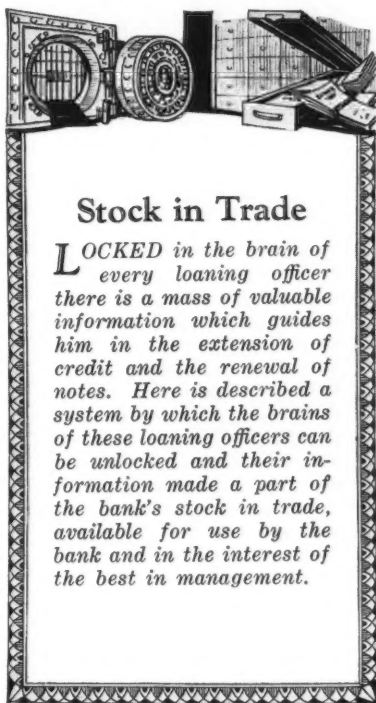 Stock in Trade
LOCKED in the brain of
every loaning officer
there is a mass of valuable
information which guides
him in the extension of
credit and the renewal of
notes. Here is described a
system by which the brains
of these loaning officers can
be unlocked and their in-
formation made a part of
the bank's stock in trade,
available for use by the
bank and in the interest of
the best in management.